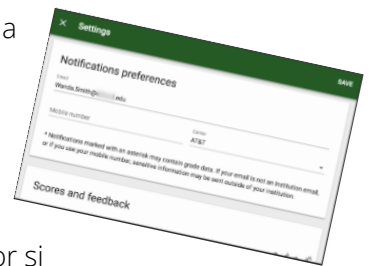 a
× Settings
SAVE
Notifications preferences
Email
Wanda.Smith@ .edu
Mobile number
Carrier
AT&T
* Notifications marked with an asterisk may contain grade data. If your email is not an institution email,
or if you use your mobile number, sensitive information may be sent outside of your institution.
Scores and feedback
or si